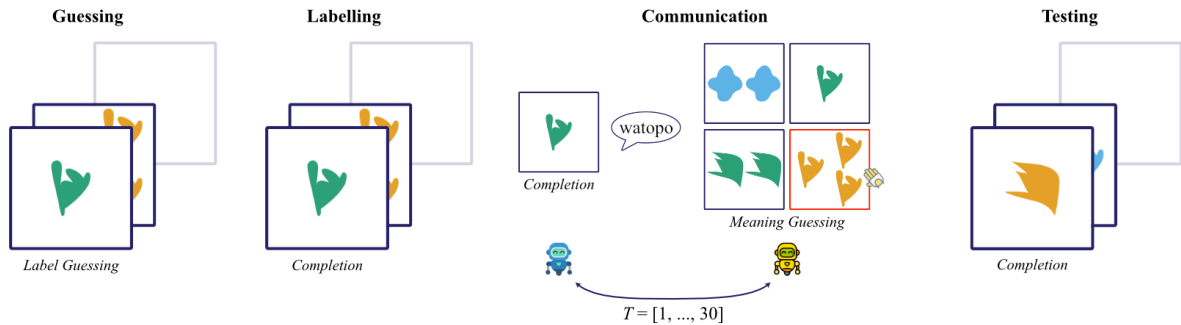 Guessing
Labelling
Communication
Testing
watopo
Completion
Meaning Guessing
Label Guessing
Completion
Completion
T = [1, ..., 30]